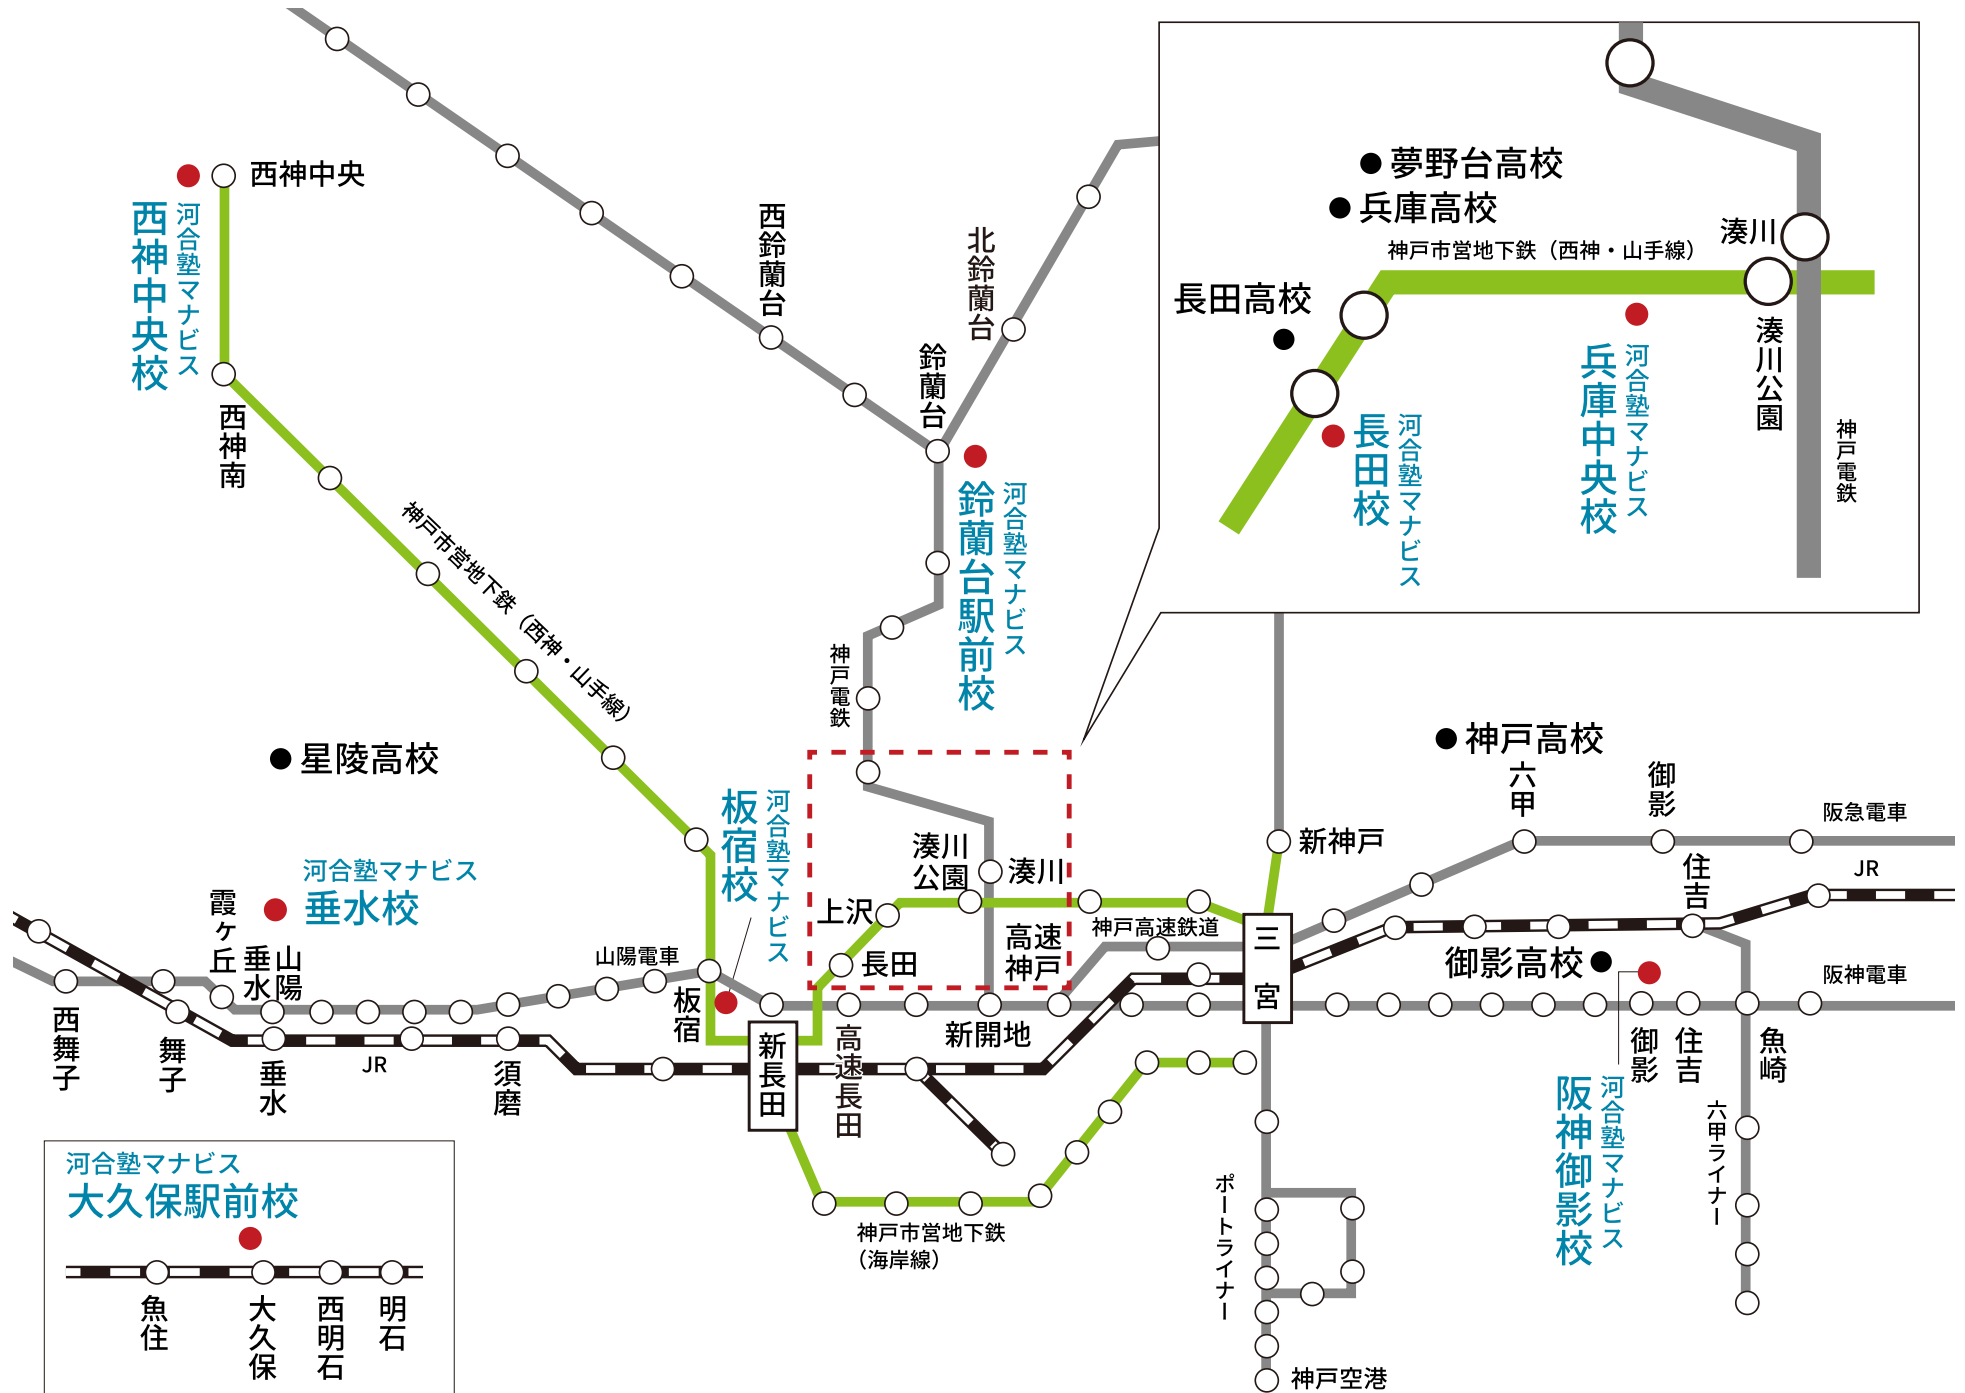 西神中央
河合塾マナビス
西神中央校
西神南
神戸市営地下鉄（西神・山手線）
西鈴蘭台
北鈴蘭台
鈴蘭台
河合塾マナビス
鈴蘭台駅前校
神戸電鉄
夢野台高校
兵庫高校
神戸市営地下鉄（西神・山手線）
湊川
長田高校
湊川公園
河合塾マナビス
兵庫中央校
河合塾マナビス
長田校
神戸電鉄
星陵高校
河合塾マナビス
板宿校
神戸高校
六甲
御影
阪急電車
新神戸
湊川
公園
湊川
住吉
JR
河合塾マナビス
垂水校
霞ヶ丘
山陽
垂水
山陽電車
上沢
長田
高速
神戸
神戸高速鉄道
三宮
御影高校
阪神電車
西舞子
舞子
垂水
JR
須磨
板宿
新長田
高速長田
新開地
御影
住吉
魚崎
河合塾マナビス
阪神御影校
六甲ライナー
ポートライナー
神戸市営地下鉄
（海岸線）
神戸空港
河合塾マナビス
大久保駅前校
魚住
大久保
西明石
明石